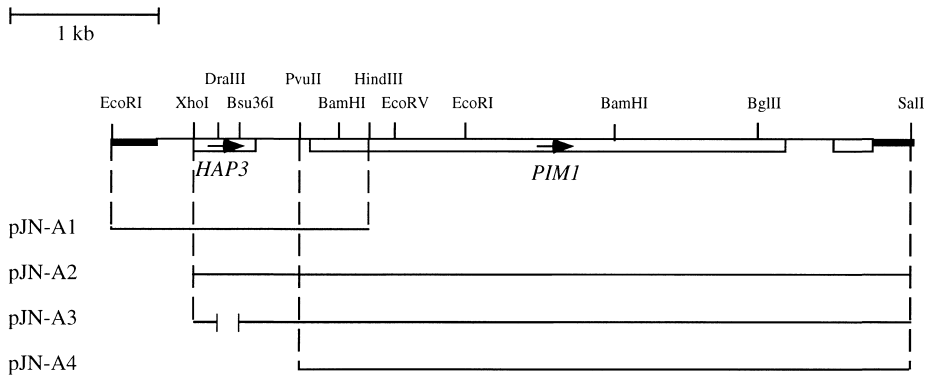 1 kb
DraIII PvuII HindIII
EcoRI XhoI Bsu36I BamHI EcoRV EcoRI BamHI BglII SalI
HAP3 PIM1
pJN-A1
pJN-A2
pJN-A3
pJN-A4